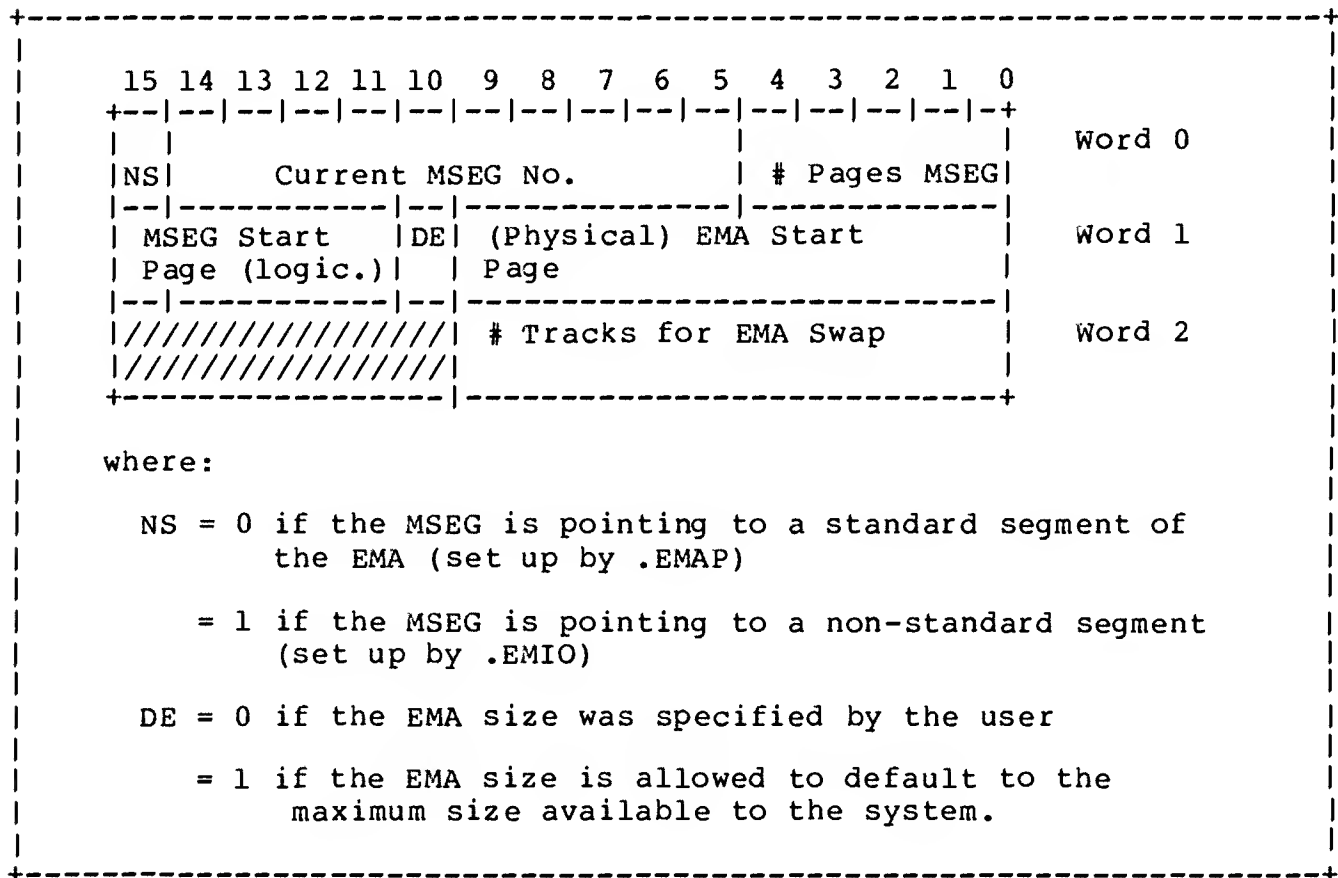 15 14 13 12 11 10 9 8 7 6 5 4 3 2 1 0
Word 0
NS Current MSEG No. # Pages MSEG
MSEG Start DE (Physical) EMA Start Word 1
Page (logic.) Page
# Tracks for EMA Swap Word 2
where:
NS = 0 if the MSEG is pointing to a standard segment of
the EMA (set up by .EMAP)
= 1 if the MSEG is pointing to a non-standard segment
(set up by .EMIO)
DE = 0 if the EMA size was specified by the user
= 1 if the EMA size is allowed to default to the
maximum size available to the system.